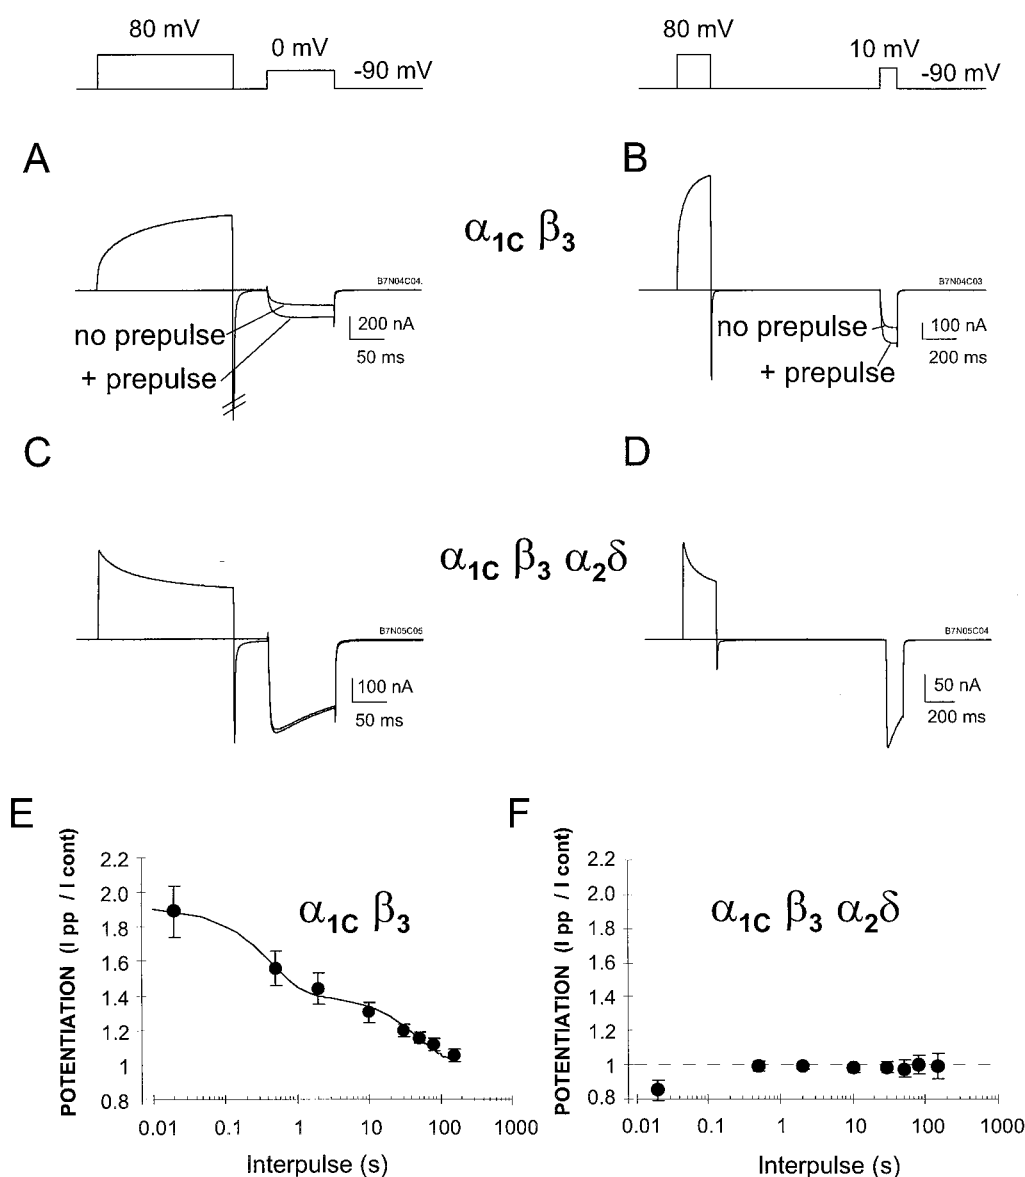 80 mV
0 mV
-90 mV
80 mV
10 mV
-90 mV
A
B
α1C β3
B7N04C04.
no prepulse
+ prepulse
200 nA
50 ms
B7N04C03
no prepulse
+ prepulse
100 nA
200 ms
C
D
α1C β3 α2δ
B7N05C05
100 nA
50 ms
B7N05C04
50 nA
200 ms
E
POTENTIATION (I pp / I cont)
2.2
2.0
1.8
1.6
1.4
1.2
1
0.8
α1C β3
0.01 0.1 1 10 100 1000
Interpulse (s)
F
POTENTIATION (I pp / I cont)
2.2
2.0
1.8
1.6
1.4
1.2
1
0.8
α1C β3 α2δ
0.01 0.1 1 10 100 1000
Interpulse (s)